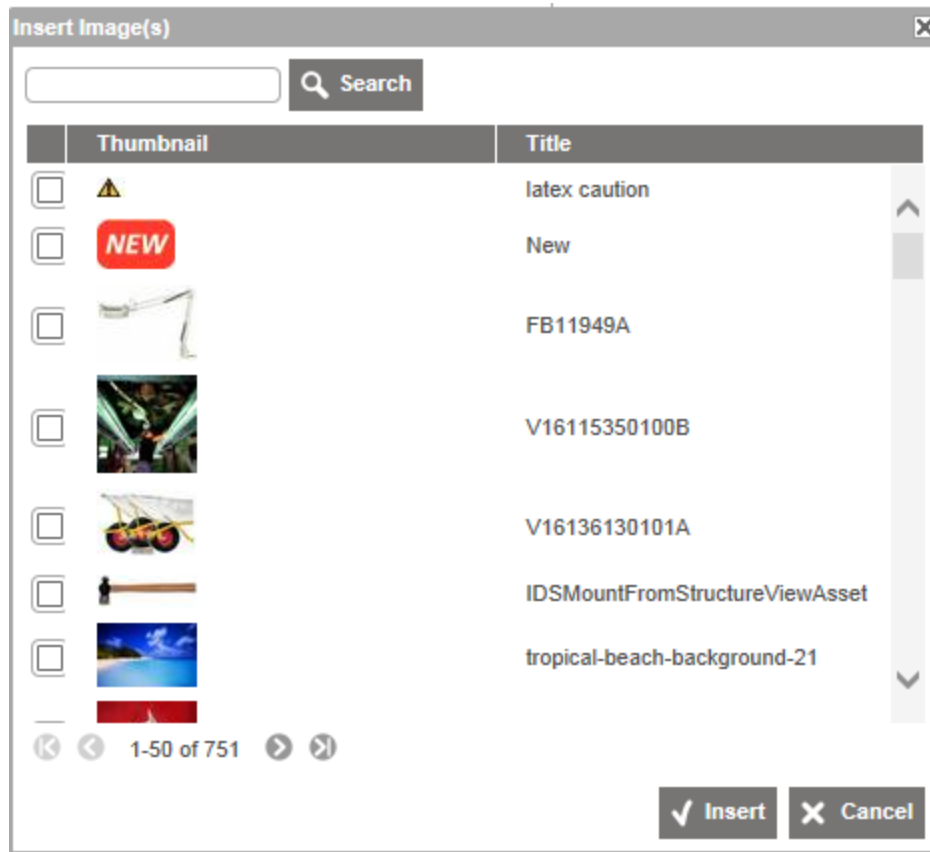 Insert Image(s)
Search
Thumbnail Title
latex caution
NEW New
FB11949A
V16115350100B
V16136130101A
IDSMountFromStructureViewAsset
tropical-beach-background-21
1-50 of 751
Insert Cancel